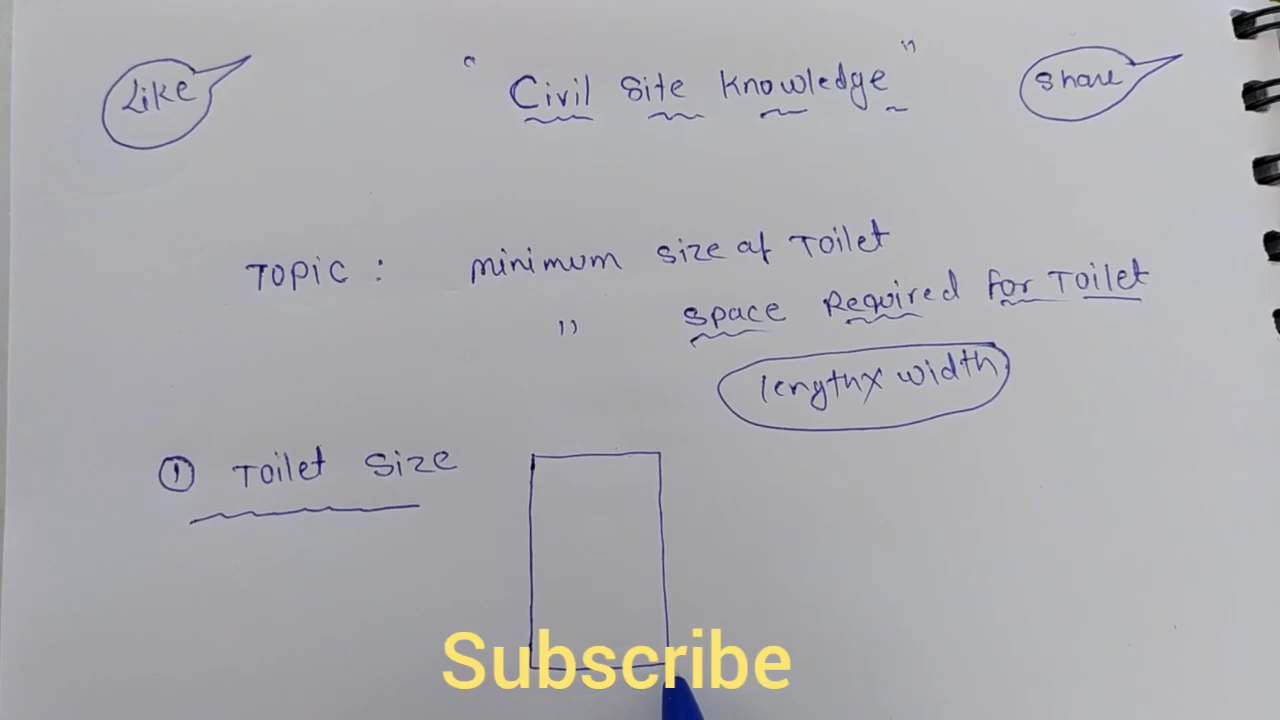 Like
" Civil Site Knowledge "
Share
Topic : minimum size of Toilet
" space Required for Toilet
length x width
① Toilet Size
Subscribe